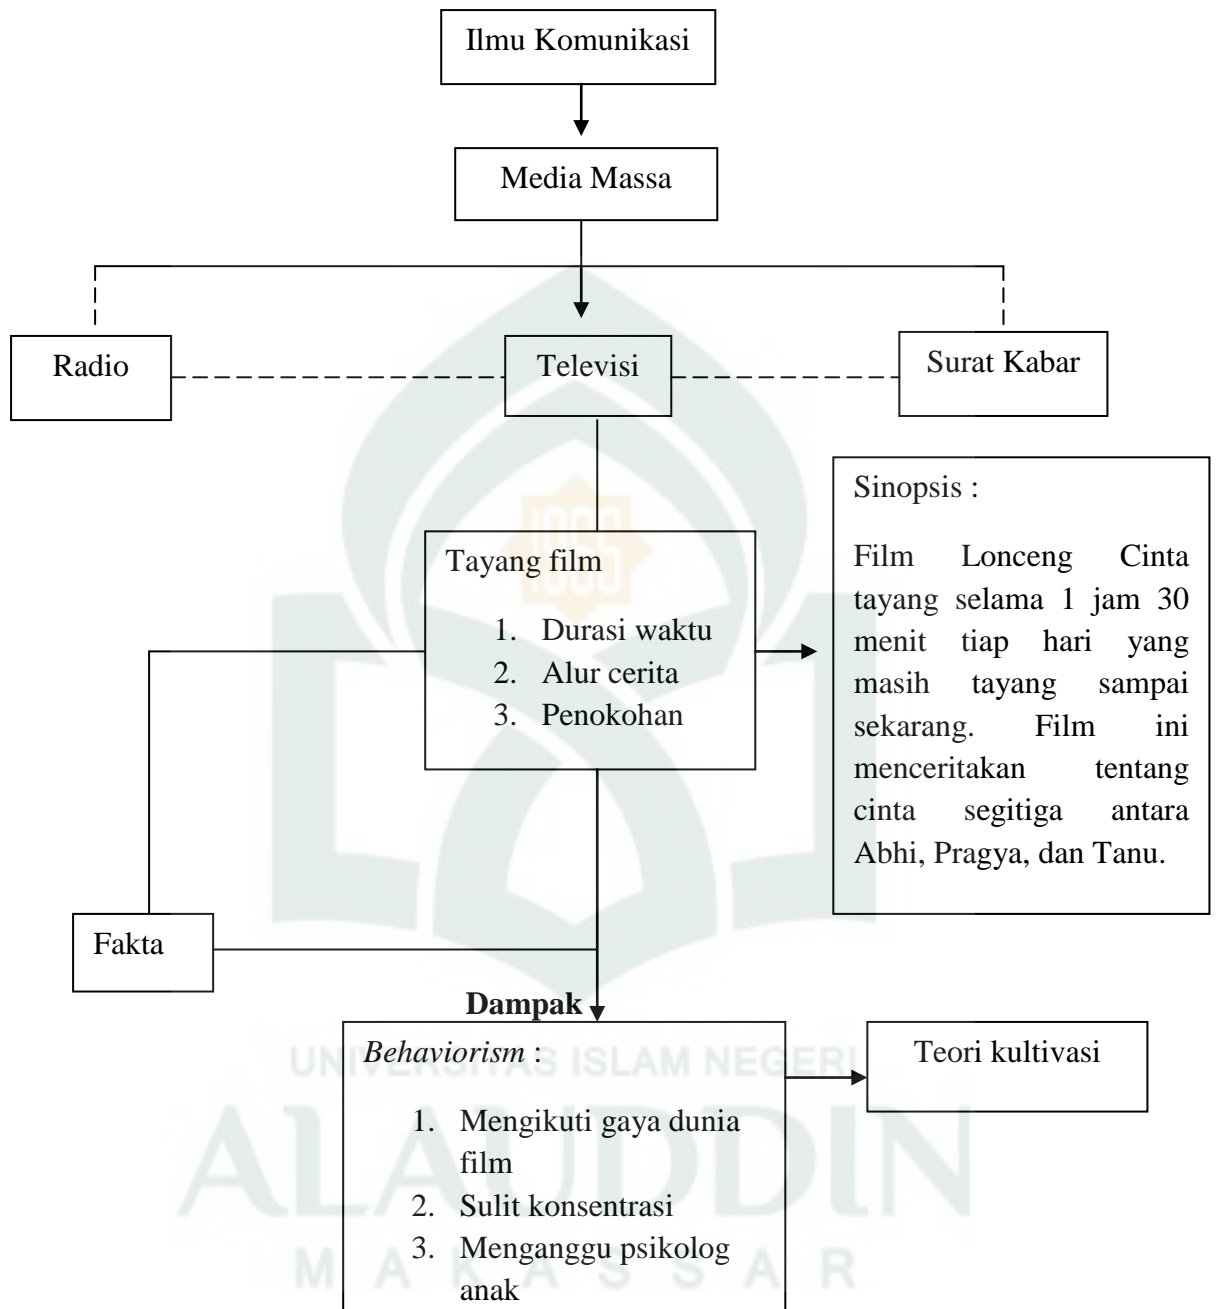 Ilmu Komunikasi
Media Massa
Radio
Televisi
Surat Kabar
Sinopsis :
Film Lonceng Cinta
tayang selama 1 jam 30
menit tiap hari yang
masih tayang sampai
sekarang. Film ini
menceritakan tentang
cinta segitiga antara
Abhi, Pragya, dan Tanu.
1965
Tayang film
1. Durasi waktu
2. Alur cerita
3. Penokohan
Fakta
Dampak
Behaviorism :
1. Mengikuti gaya dunia
film
2. Sulit konsentrasi
3. Menganggu psikolog
anak
Teori kultivasi
UNIVERSITAS ISLAM NEGERI
ALAUDDIN
MAKASSAR